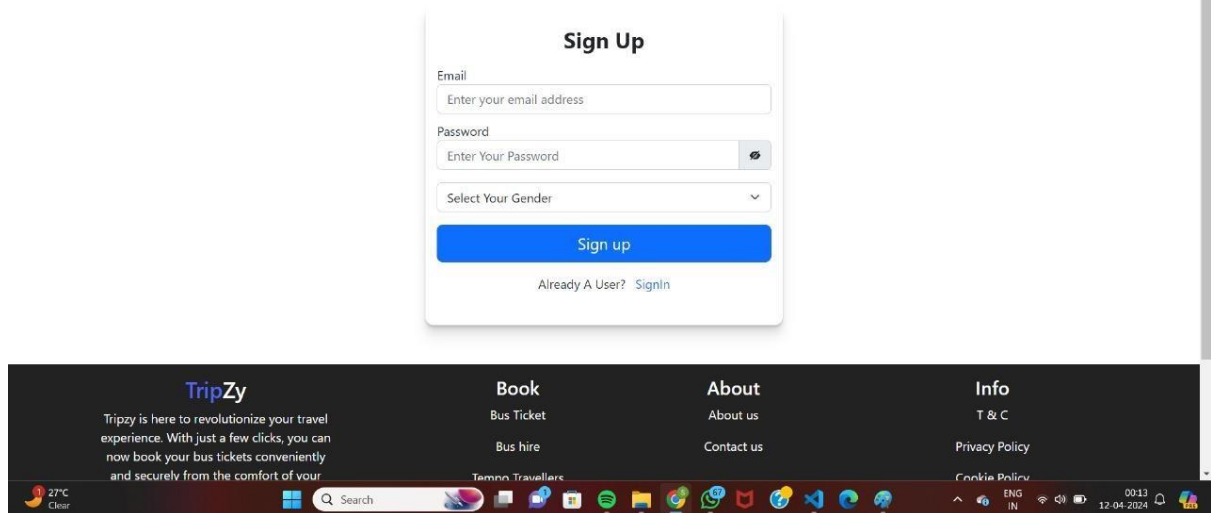 Sign Up
Email
Enter your email address
Password
Enter Your Password
Select Your Gender
Sign up
Already A User? SignIn
TripZy
Tripzy is here to revolutionize your travel
experience. With just a few clicks, you can
now book your bus tickets conveniently
and securely from the comfort of your
Book
Bus Ticket
Bus hire
Tempo Travellers
About
About us
Contact us
Info
T & C
Privacy Policy
Cookie Policy
1
27°C
Clear
Search
67
ENG
IN
00:13
12-04-2024